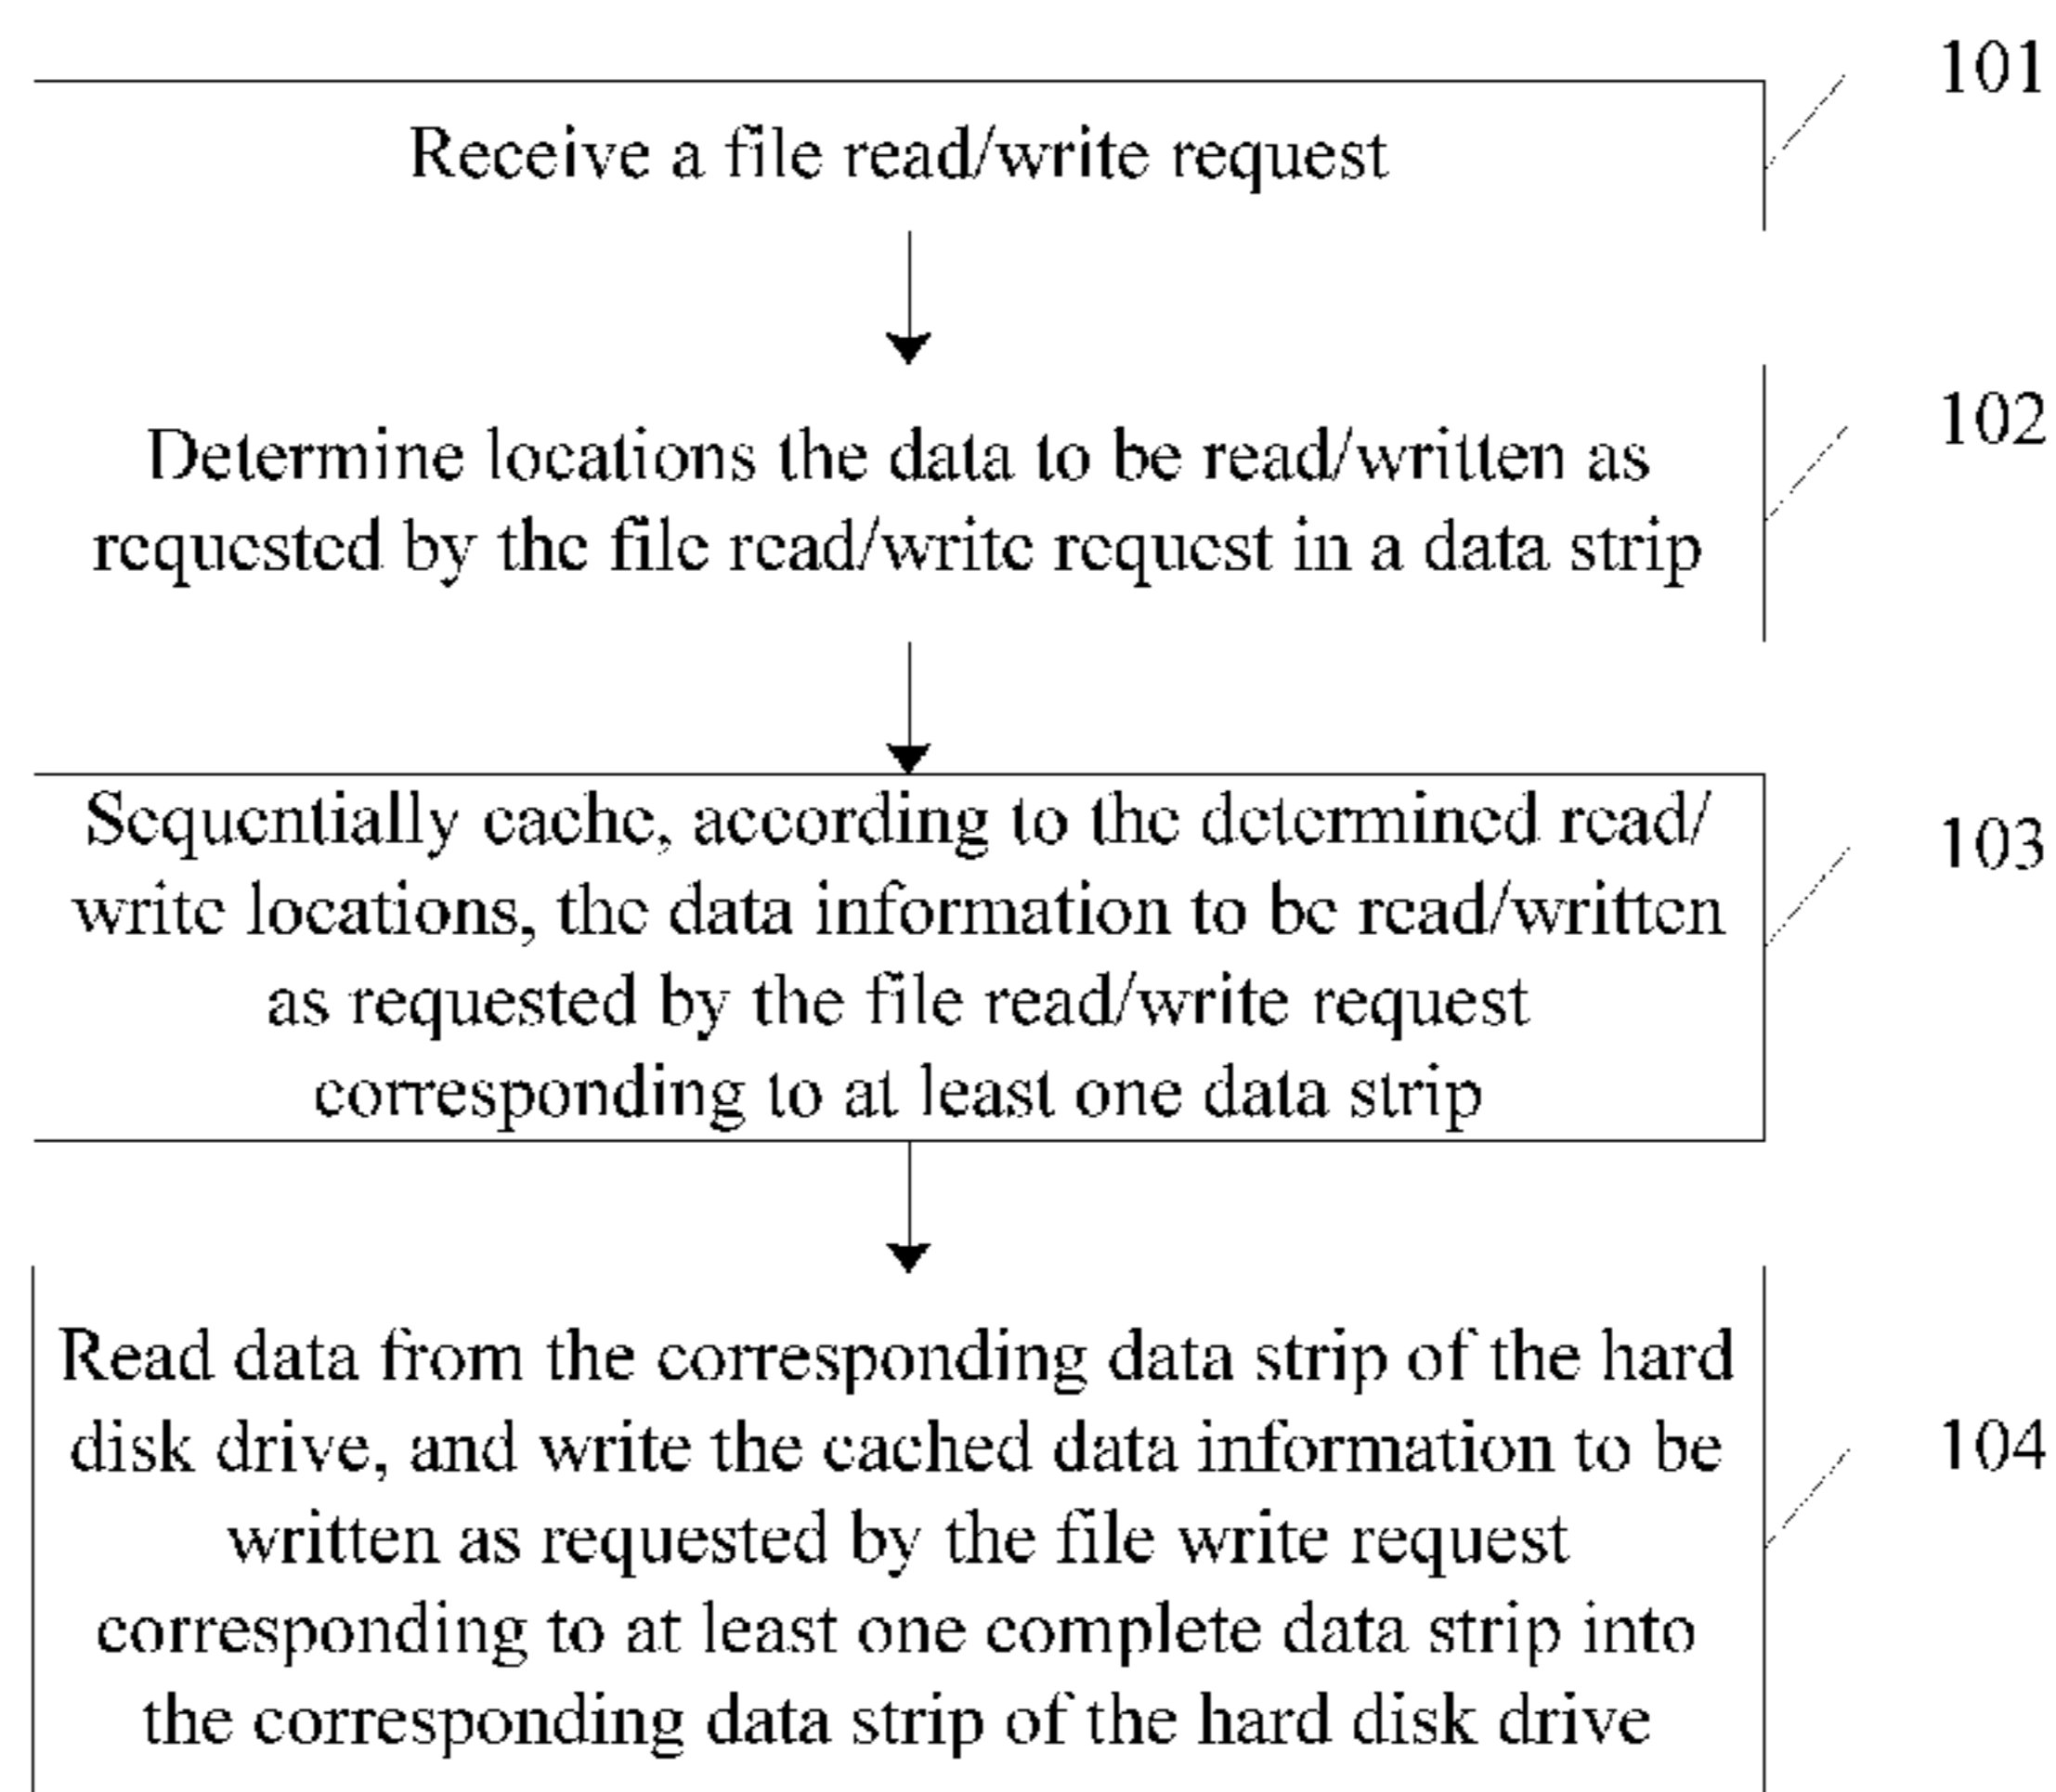 101
Receive a file read/write request
102
Determine locations the data to be read/written as
requested by the file read/write request in a data strip
103
Sequentially cache, according to the determined read/
write locations, the data information to be read/written
as requested by the file read/write request
corresponding to at least one data strip
Read data from the corresponding data strip of the hard
disk drive, and write the cached data information to be
104
written as requested by the file write request
corresponding to at least one complete data strip into
the corresponding data strip of the hard disk drive